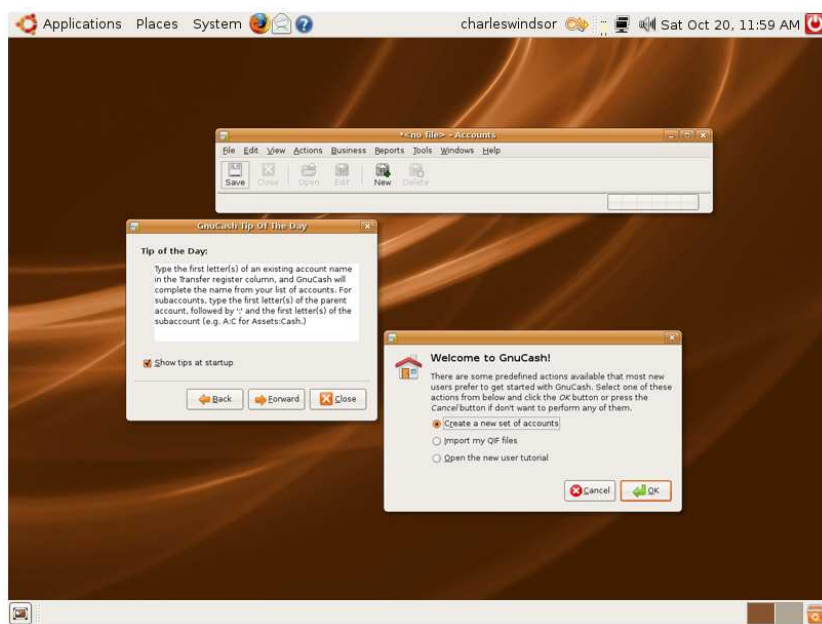 Applications Places System charleswindsor Sat Oct 20, 11:59 AM
*<no file> - Accounts
File Edit View Actions Business Reports Tools Windows Help
Save Close Open Edit New Delete
GnuCash Tip Of The Day
Tip of the Day:
Type the first letter(s) of an existing account name
in the Transfer register column, and GnuCash will
complete the name from your list of accounts. For
subaccounts, type the first letter(s) of the parent
account, followed by ':' and the first letter(s) of the
subaccount (e.g. A:C for Assets:Cash.)
Show tips at startup
Back Forward Close
Welcome to GnuCash!
There are some predefined actions available that most new
users prefer to get started with GnuCash. Select one of these
actions from below and click the OK button or press the
Cancel button if don't want to perform any of them.
Create a new set of accounts
Import my QIF files
Open the new user tutorial
Cancel OK